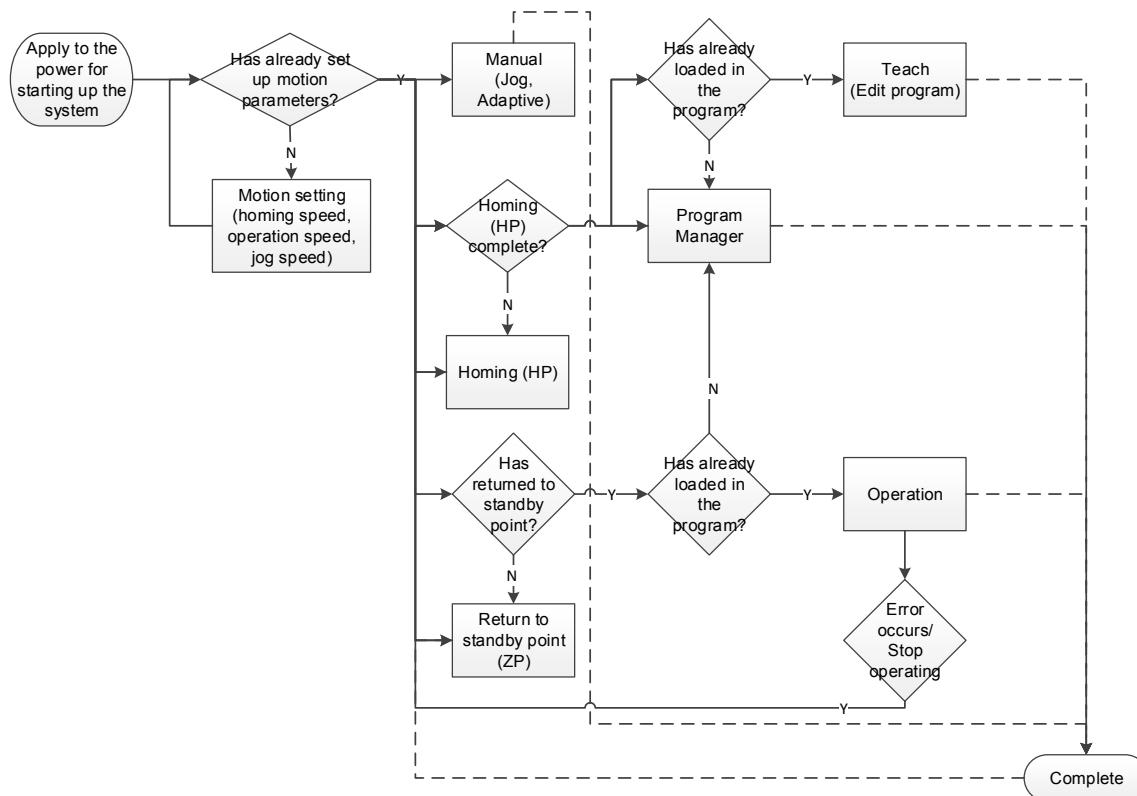 Apply to the
power for
starting up the
system
Has already set
up motion
parameters?
Y
Manual
(Jog,
Adaptive)
Has already
loaded in
the
program?
Y
Teach
(Edit program)
N
Motion setting
(homing speed,
operation speed,
jog speed)
Homing
(HP)
complete?
N
Program
Manager
N
Homing (HP)
N
Has
returned to
standby
point?
Y
Has already
loaded in
the
program?
Y
Operation
N
Return to
standby point
(ZP)
Error
occurs/
Stop
operating
Y
Complete